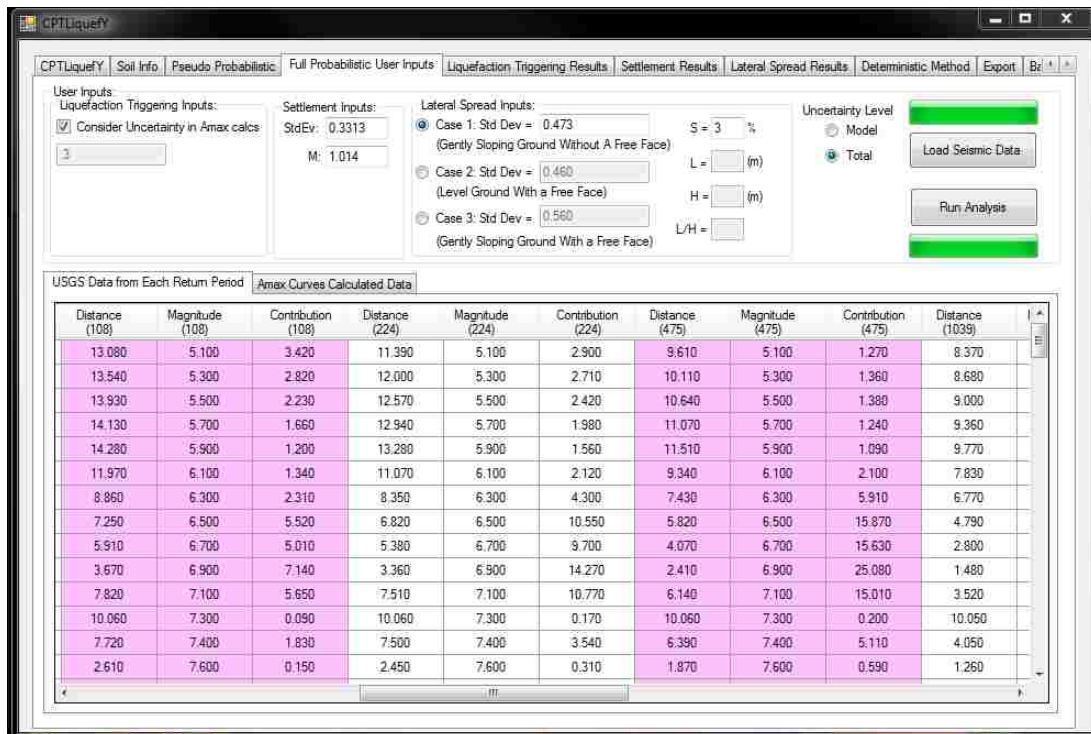 CPTLiquefY
CPTLiquefY Soil Info Pseudo Probabilistic Full Probabilistic User Inputs Liquefaction Triggering Results Settlement Results Lateral Spread Results Deterministic Method Export
User Inputs:
Liquefaction Triggering Inputs:
Consider Uncertainty in Amax calcs
3
Settlement Inputs:
StdEv: 0.3313
M: 1.014
Lateral Spread Inputs:
Case 1: Std Dev = 0.473
(Gently Sloping Ground Without A Free Face)
Case 2: Std Dev = 0.460
(Level Ground With a Free Face)
Case 3: Std Dev = 0.560
(Gently Sloping Ground With a Free Face)
S = 3 %
L = (m)
H = (m)
L/H =
Uncertainty Level
Model
Total
Load Seismic Data
Run Analysis
USGS Data from Each Return Period Amax Curves Calculated Data
Distance (108) Magnitude (108) Contribution (108) Distance (224) Magnitude (224) Contribution (224) Distance (475) Magnitude (475) Contribution (475) Distance (1039)
13.080 5.100 3.420 11.390 5.100 2.900 9.610 5.100 1.270 8.370
13.540 5.300 2.820 12.000 5.300 2.710 10.110 5.300 1.360 8.680
13.930 5.500 2.230 12.570 5.500 2.420 10.640 5.500 1.380 9.000
14.130 5.700 1.660 12.940 5.700 1.980 11.070 5.700 1.240 9.360
14.280 5.900 1.200 13.280 5.900 1.560 11.510 5.900 1.090 9.770
11.970 6.100 1.340 11.070 6.100 2.120 9.340 6.100 2.100 7.830
8.860 6.300 2.310 8.350 6.300 4.300 7.430 6.300 5.910 6.770
7.250 6.500 5.520 6.820 6.500 10.550 5.820 6.500 15.870 4.790
5.910 6.700 5.010 5.380 6.700 9.700 4.070 6.700 15.630 2.800
3.670 6.900 7.140 3.360 6.900 14.270 2.410 6.900 25.080 1.480
7.820 7.100 5.650 7.510 7.100 10.770 6.140 7.100 15.010 3.520
10.060 7.300 0.090 10.060 7.300 0.170 10.060 7.300 0.200 10.050
7.720 7.400 1.830 7.500 7.400 3.540 6.390 7.400 5.110 4.050
2.610 7.600 0.150 2.450 7.600 0.310 1.870 7.600 0.590 1.260